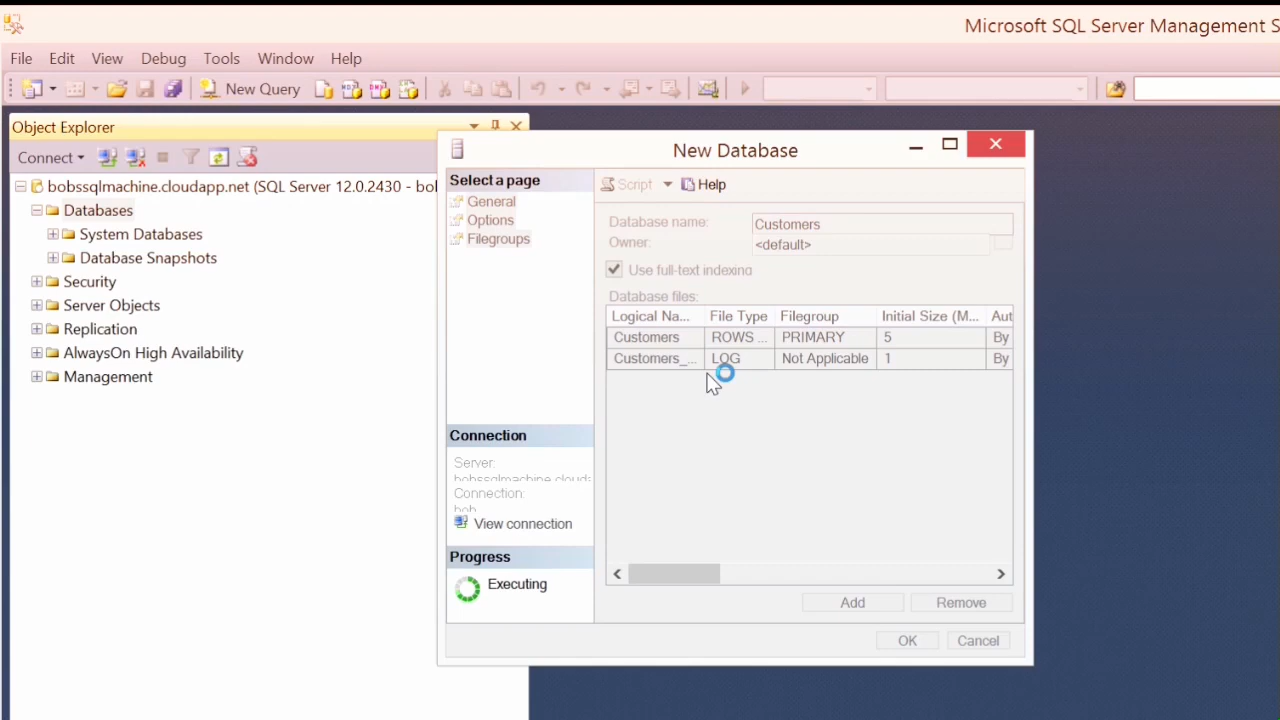 Microsoft SQL Server Management S
File Edit View Debug Tools Window Help
New Query
Object Explorer
Connect
bobssqlmachine.cloudapp.net (SQL Server 12.0.2430 - bol
Databases
System Databases
Database Snapshots
Security
Server Objects
Replication
AlwaysOn High Availability
Management
New Database
Select a page
General
Options
Filegroups
Script Help
Database name: Customers
Owner: <default>
Use full-text indexing
Database files:
Logical Na... File Type Filegroup Initial Size (M... Aut
Customers ROWS ... PRIMARY 5 By
Customers_... LOG Not Applicable 1 By
Connection
Server:
bobssqlmachine.clouda
Connection:
bob
View connection
Progress
Executing
Add Remove
OK Cancel